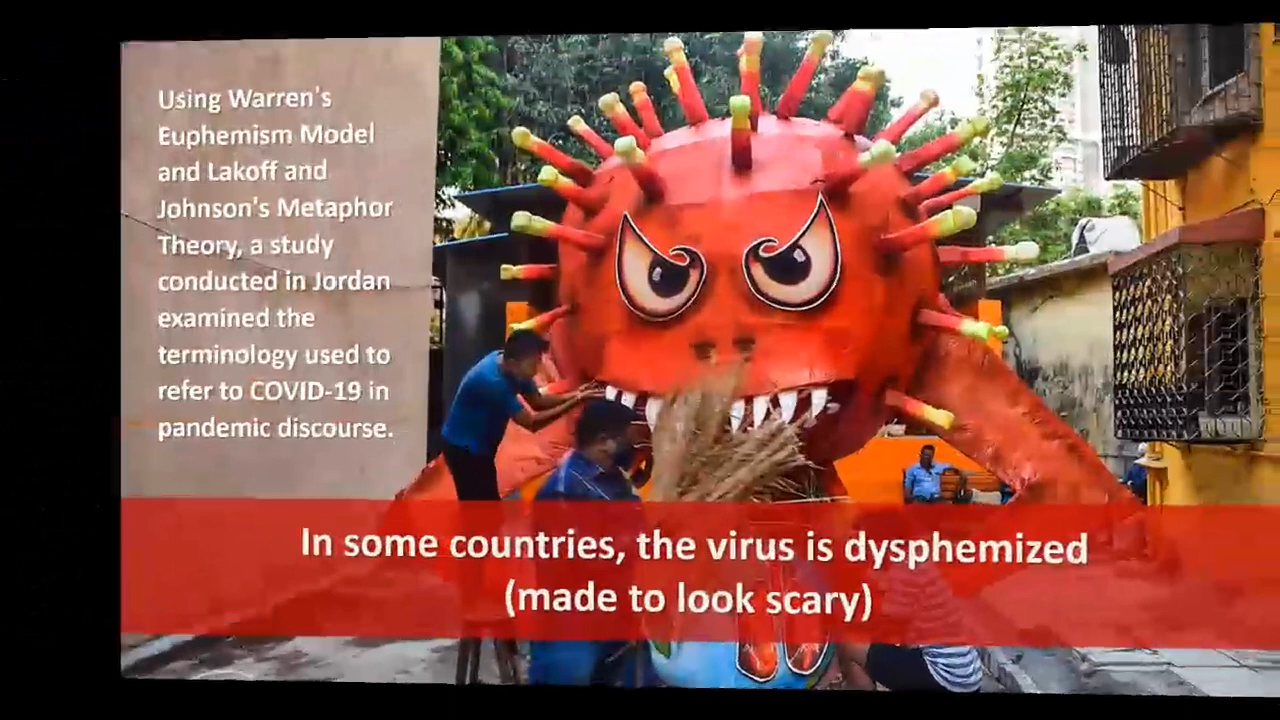 Using Warren's
Euphemism Model
and Lakoff and
Johnson's Metaphor
Theory, a study
conducted in Jordan
examined the
terminology used to
refer to COVID-19 in
pandemic discourse.
In some countries, the virus is dysphemized
(made to look scary)